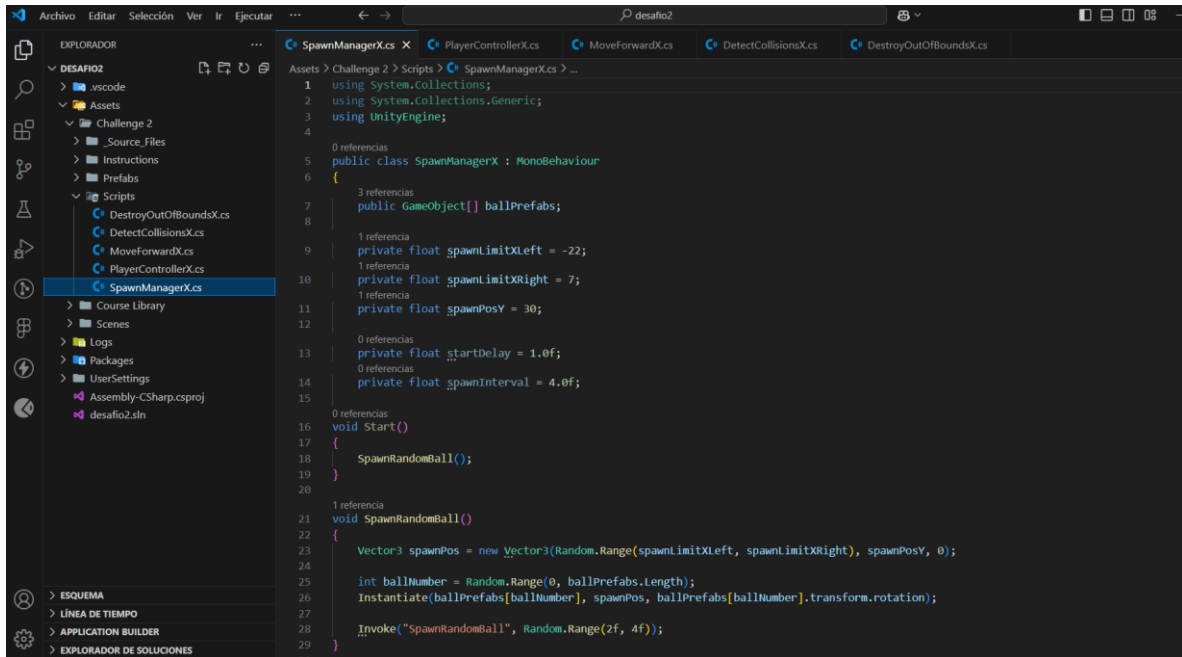 Archivo Editar Selección Ver Ir Ejecutar ... desafio2
EXPLORADOR ...
DESAFIO2
.vscode
Assets
Challenge 2
_Source_Files
Instructions
Prefabs
Scripts
DestroyOutOfBoundsX.cs
DetectCollisionsX.cs
MoveForwardX.cs
PlayerControllerX.cs
SpawnManagerX.cs
Course Library
Scenes
Logs
Packages
UserSettings
Assembly-CSharp.csproj
desafio2.sln
ESQUEMA
LÍNEA DE TIEMPO
APPLICATION BUILDER
EXPLORADOR DE SOLUCIONES
SpawnManagerX.cs PlayerControllerX.cs MoveForwardX.cs DetectCollisionsX.cs DestroyOutOfBoundsX.cs
Assets > Challenge 2 > Scripts > SpawnManagerX.cs > ...
1 using System.Collections;
2 using System.Collections.Generic;
3 using UnityEngine;
4
0 referencias
5 public class SpawnManagerX : MonoBehaviour
6 {
3 referencias
7 public GameObject[] ballPrefabs;
8
1 referencia
9 private float spawnLimitXLeft = -22;
1 referencia
10 private float spawnLimitXRight = 7;
1 referencia
11 private float spawnPosY = 30;
12
0 referencias
13 private float startDelay = 1.0f;
0 referencias
14 private float spawnInterval = 4.0f;
15
0 referencias
16 void Start()
17 {
18 SpawnRandomBall();
19 }
20
1 referencia
21 void SpawnRandomBall()
22 {
23 Vector3 spawnPos = new Vector3(Random.Range(spawnLimitXLeft, spawnLimitXRight), spawnPosY, 0);
24
25 int ballNumber = Random.Range(0, ballPrefabs.Length);
26 Instantiate(ballPrefabs[ballNumber], spawnPos, ballPrefabs[ballNumber].transform.rotation);
27
28 Invoke("SpawnRandomBall", Random.Range(2f, 4f));
29 }